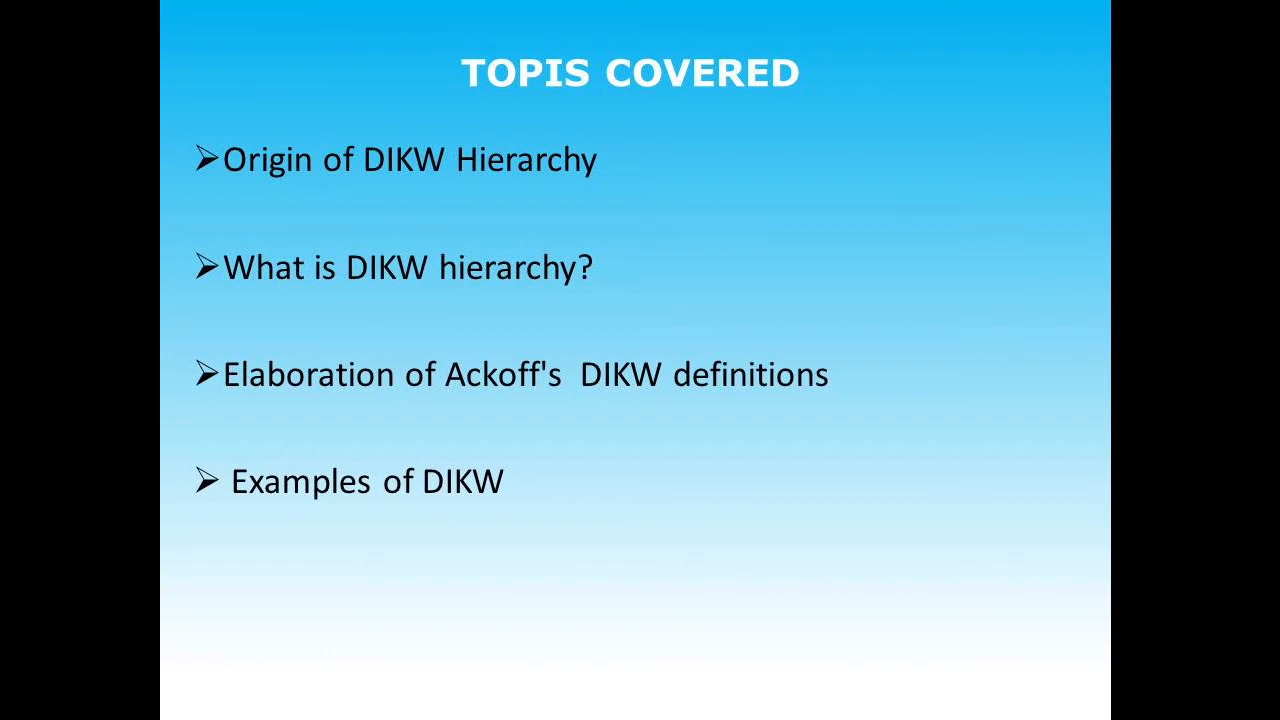 TOPIS COVERED
➢Origin of DIKW Hierarchy
➢What is DIKW hierarchy?
➢Elaboration of Ackoff's  DIKW definitions
➢ Examples of DIKW